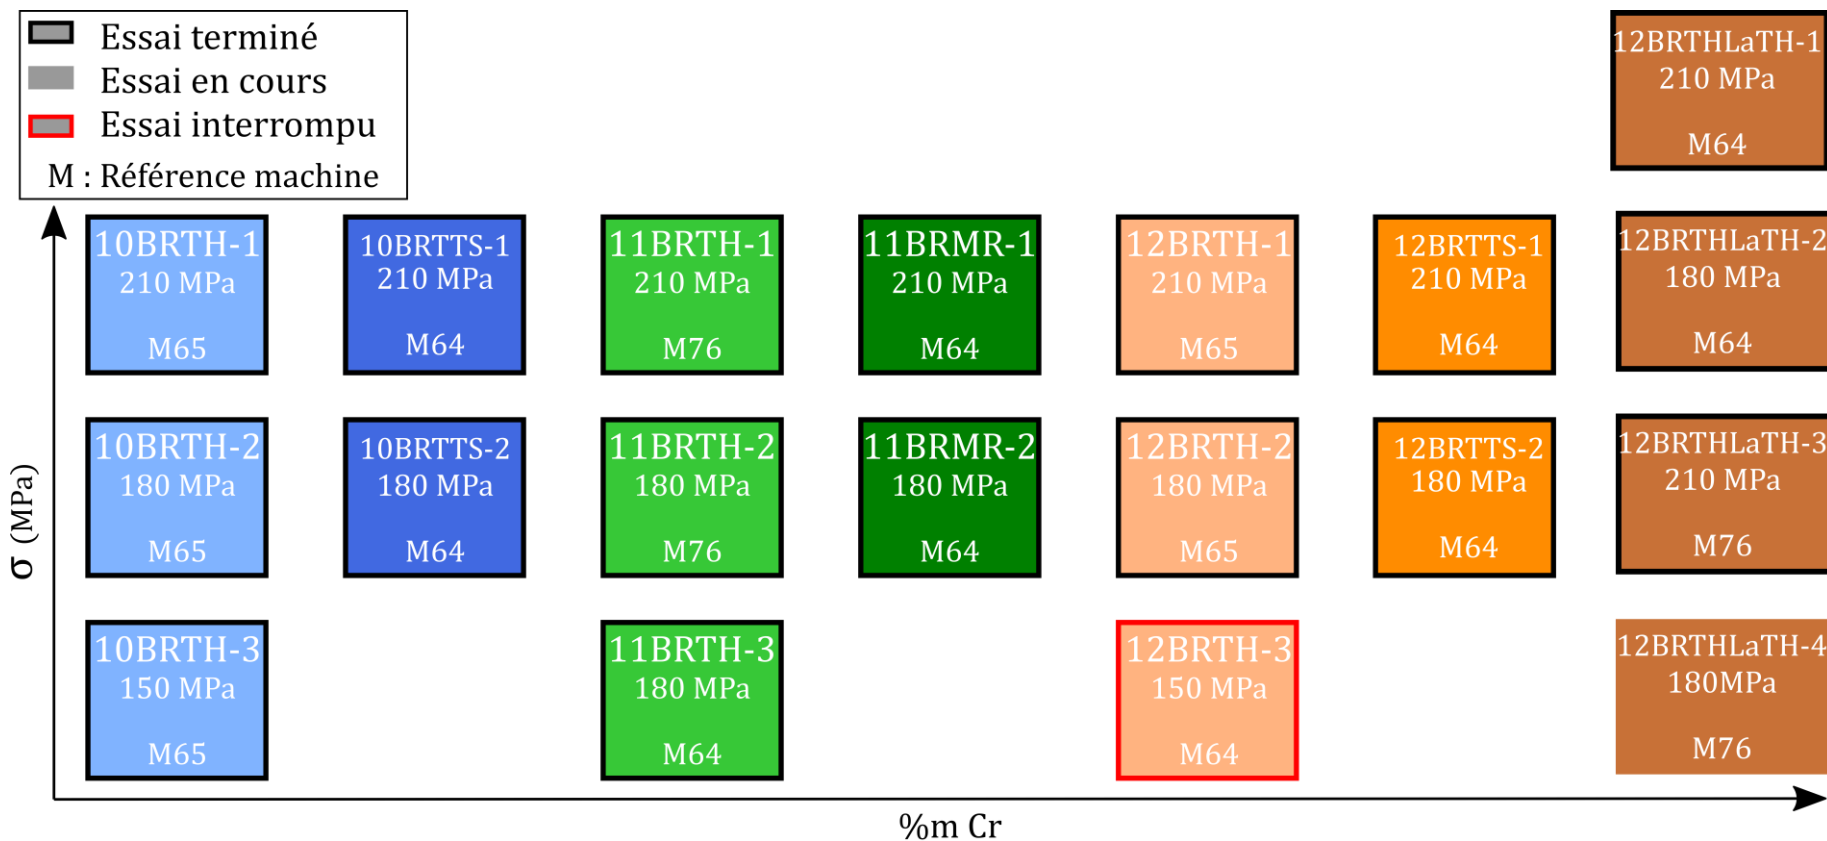 Essai terminé
Essai en cours
Essai interrompu
M : Référence machine
12BRTHLaTH-1
210 MPa
M64
10BRTH-1
210 MPa
M65
10BRTTS-1
210 MPa
M64
11BRTH-1
210 MPa
M76
11BRMR-1
210 MPa
M64
12BRTH-1
210 MPa
M65
12BRTTS-1
210 MPa
M64
12BRTHLaTH-2
180 MPa
M64
10BRTH-2
180 MPa
M65
10BRTTS-2
180 MPa
M64
11BRTH-2
180 MPa
M76
11BRMR-2
180 MPa
M64
12BRTH-2
180 MPa
M65
12BRTTS-2
180 MPa
M64
12BRTHLaTH-3
210 MPa
M76
10BRTH-3
150 MPa
M65
11BRTH-3
180 MPa
M64
12BRTH-3
150 MPa
M64
12BRTHLaTH-4
180MPa
M76
σ (MPa)
%m Cr